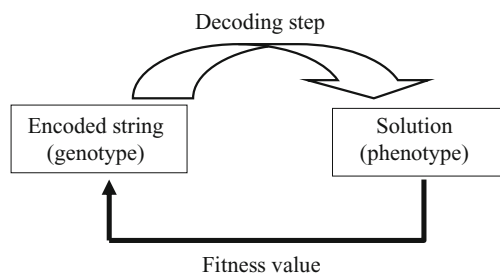 Decoding step
Encoded string
(genotype)
Solution
(phenotype)
Fitness value